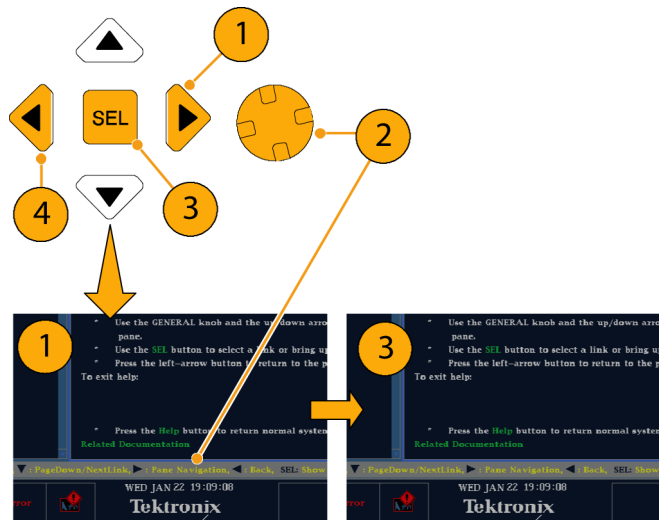 1
SEL
2
4
3
1
" Use the GENERAL knob and the up/down arro
pane.
" Use the SEL button to select a link or bring up
" Press the left-arrow button to return to the p
To exit help:
" Press the Help button to return normal system
Related Documentation
▼ : PageDown/NextLink, ▶ : Pane Navigation, ◀ : Back, SEL: Show
WED JAN 22 19:09:08
rror
Tektronix
3
" Use the GENERAL knob and the up/down arro
pane.
" Use the SEL button to select a link or bring up
" Press the left-arrow button to return to the p
To exit help:
" Press the Help button to return normal system
Related Documentation
▼ : PageDown/NextLink, ▶ : Pane Navigation, ◀ : Back, SEL: Show
WED JAN 22 19:09:08
rror
Tektronix